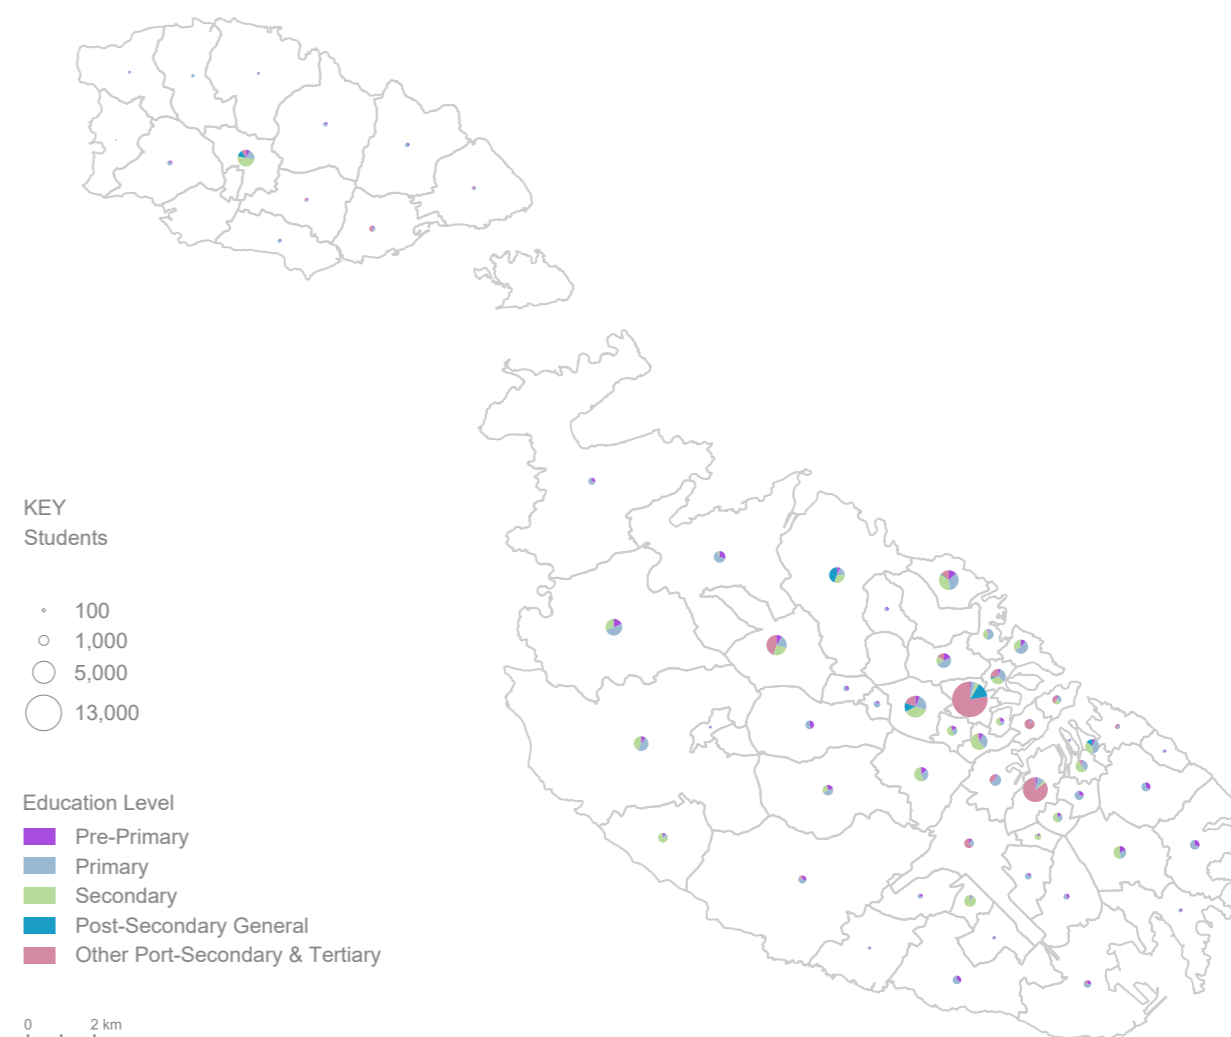 KEY
Students
100
1,000
5,000
13,000
Education Level
Pre-Primary
Primary
Secondary
Post-Secondary General
Other Port-Secondary & Tertiary
0 2 km